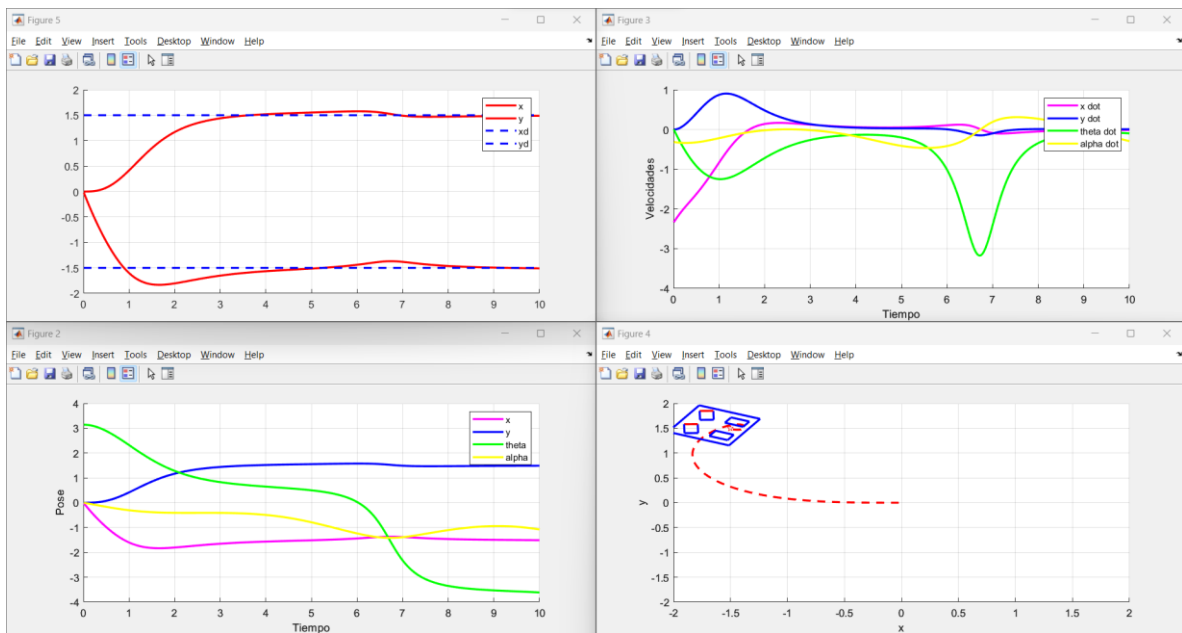 Figure 5
File Edit View Insert Tools Desktop Window Help
2
1.5
1
0.5
0
-0.5
-1
-1.5
-2
0 1 2 3 4 5 6 7 8 9 10
x
y
xd
yd
Figure 3
File Edit View Insert Tools Desktop Window Help
Velocidades
1
0
-1
-2
-3
-4
0 1 2 3 4 5 6 7 8 9 10
Tiempo
x dot
y dot
theta dot
alpha dot
Figure 2
File Edit View Insert Tools Desktop Window Help
Pose
4
3
2
1
0
-1
-2
-3
-4
0 1 2 3 4 5 6 7 8 9 10
Tiempo
x
y
theta
alpha
Figure 4
File Edit View Insert Tools Desktop Window Help
y
2
1.5
1
0.5
0
-0.5
-1
-1.5
-2
-2 -1.5 -1 -0.5 0 0.5 1 1.5 2
x